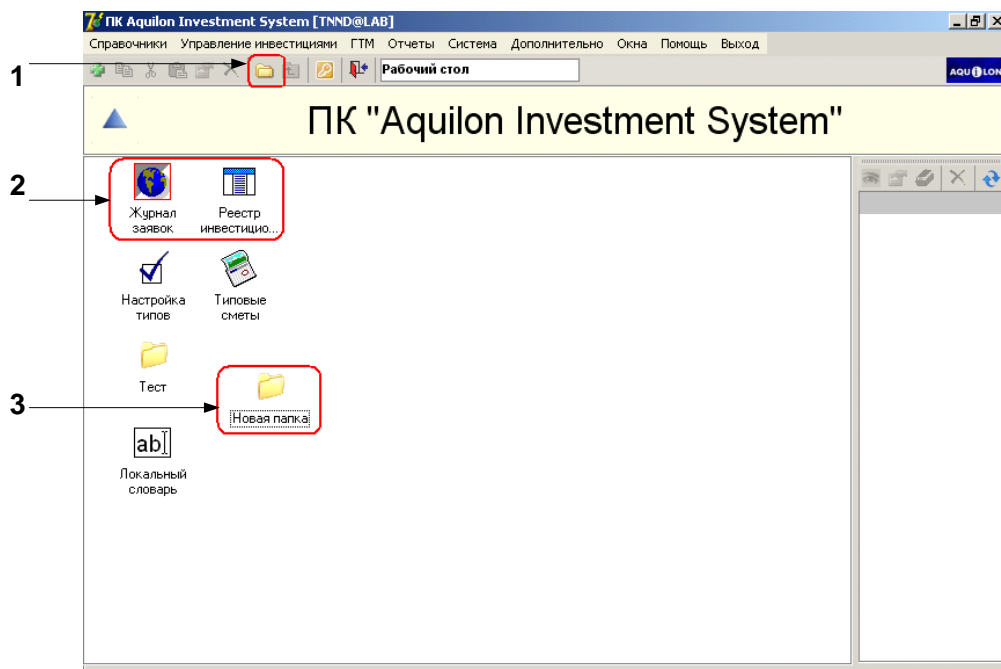 ПК Aquilon Investment System [TNND@LAB]
Справочники Управление инвестициями ГТМ Отчеты Система Дополнительно Окна Помощь Выход
1
Рабочий стол
AQUILON
ПК "Aquilon Investment System"
2
Журнал заявок
Реестр инвестицио...
Настройка типов
Типовые сметы
Тест
3
Новая папка
ab
Локальный словарь